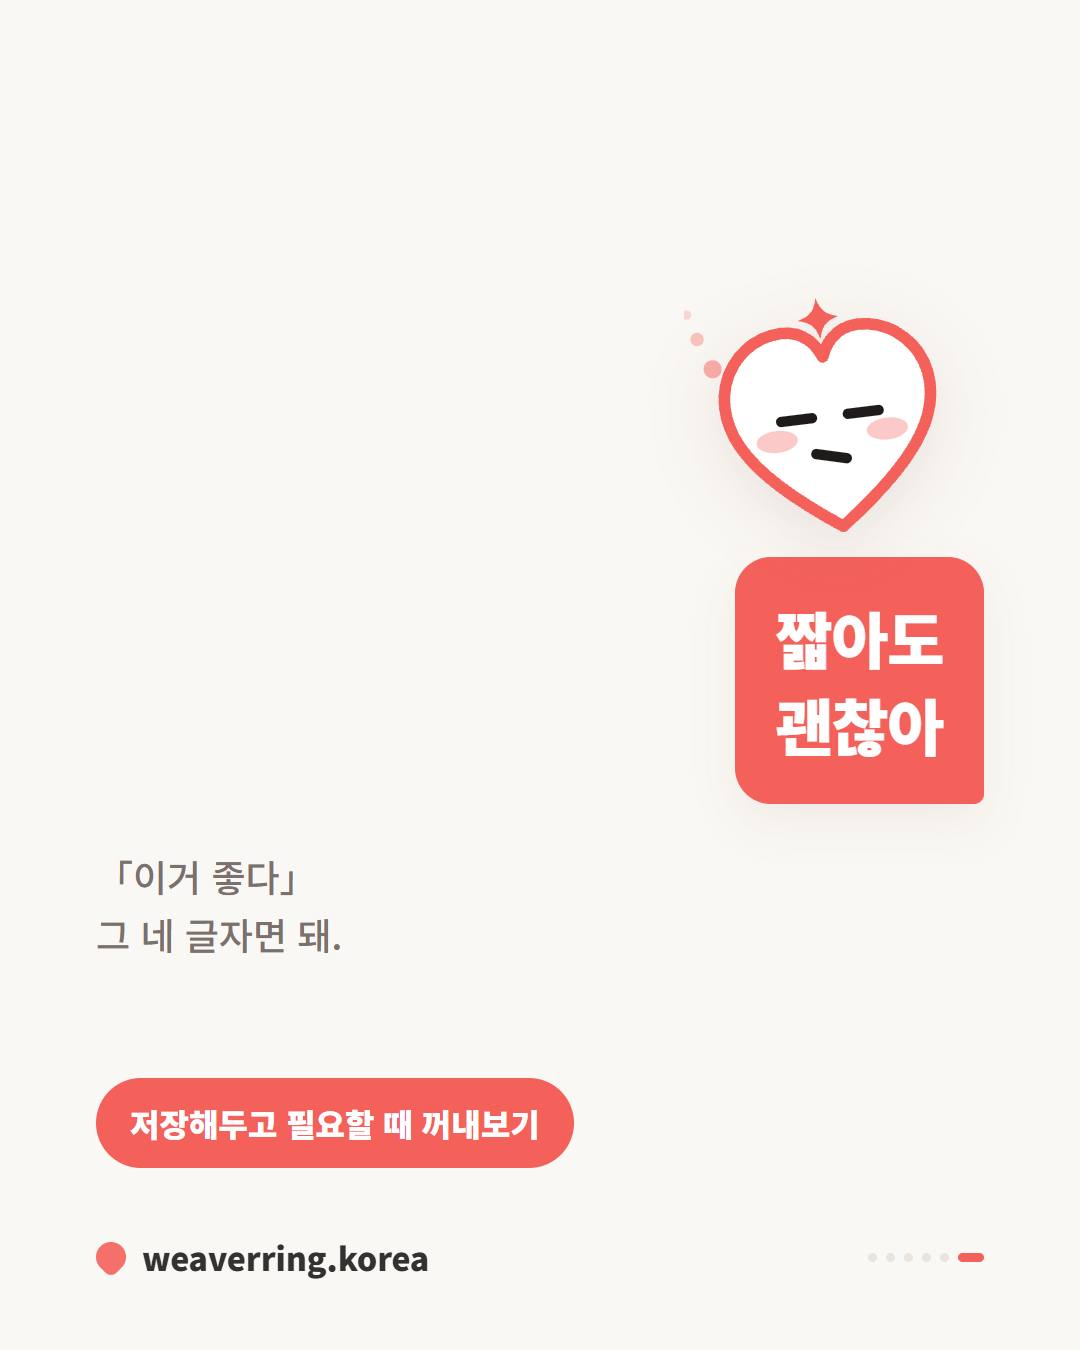 짧아도
괜찮아
「이거 좋다」
그 네 글자면 돼.
저장해두고 필요할 때 꺼내보기
weaverring.korea